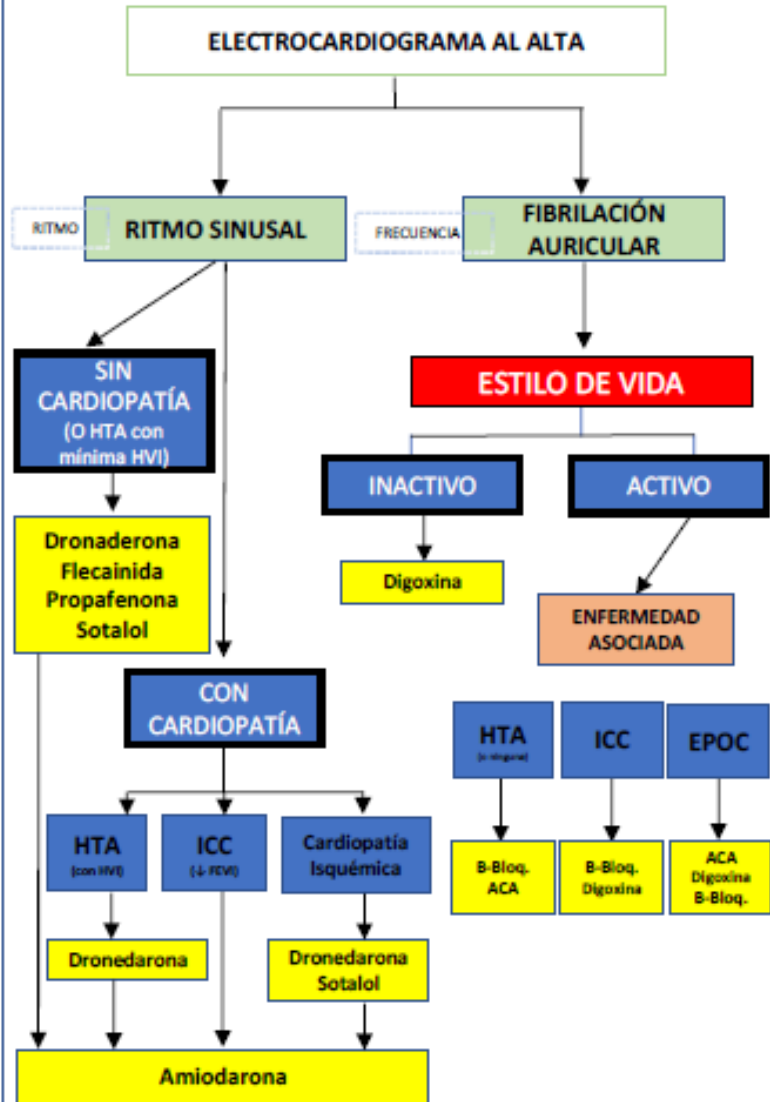 ELECTROCARDIOGRAMA AL ALTA
RITMO
RITMO SINUSAL
FRECUENCIA
FIBRILACIÓN
AURICULAR
SIN
CARDIOPATÍA
(O HTA con
mínima HVI)
ESTILO DE VIDA
INACTIVO
ACTIVO
Dronaderona
Flecainida
Propafenona
Sotalol
Digoxina
ENFERMEDAD
ASOCIADA
CON
CARDIOPATÍA
HTA
(o ninguna)
ICC
EPOC
HTA
(con HVI)
ICC
(↓ FEVI)
Cardiopatía
Isquémica
B-Bloq.
ACA
B-Bloq.
Digoxina
ACA
Digoxina
B-Bloq.
Dronedarona
Dronedarona
Sotalol
Amiodarona